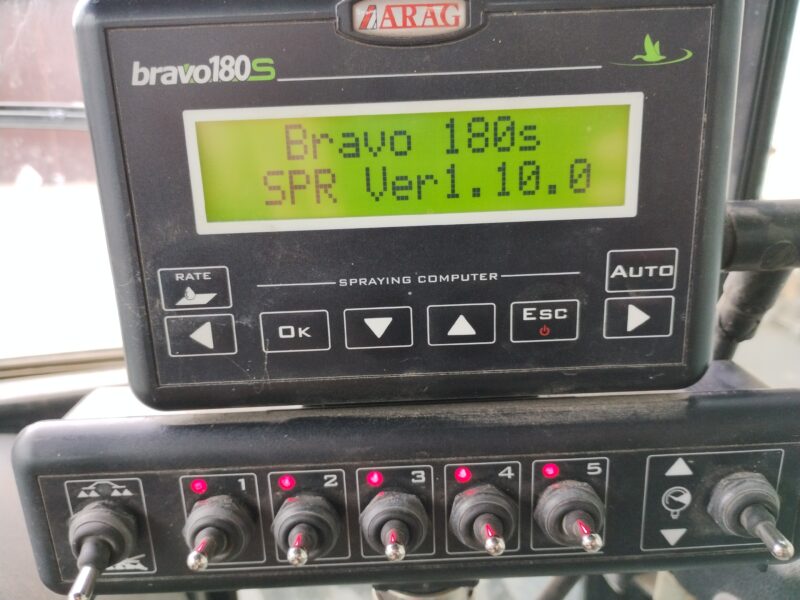 ARAG
bravo180S
Bravo 180s
SPR Ver1.10.0
RATE
SPRAYING COMPUTER
AUTO
OK
ESC
1 2 3 4 5